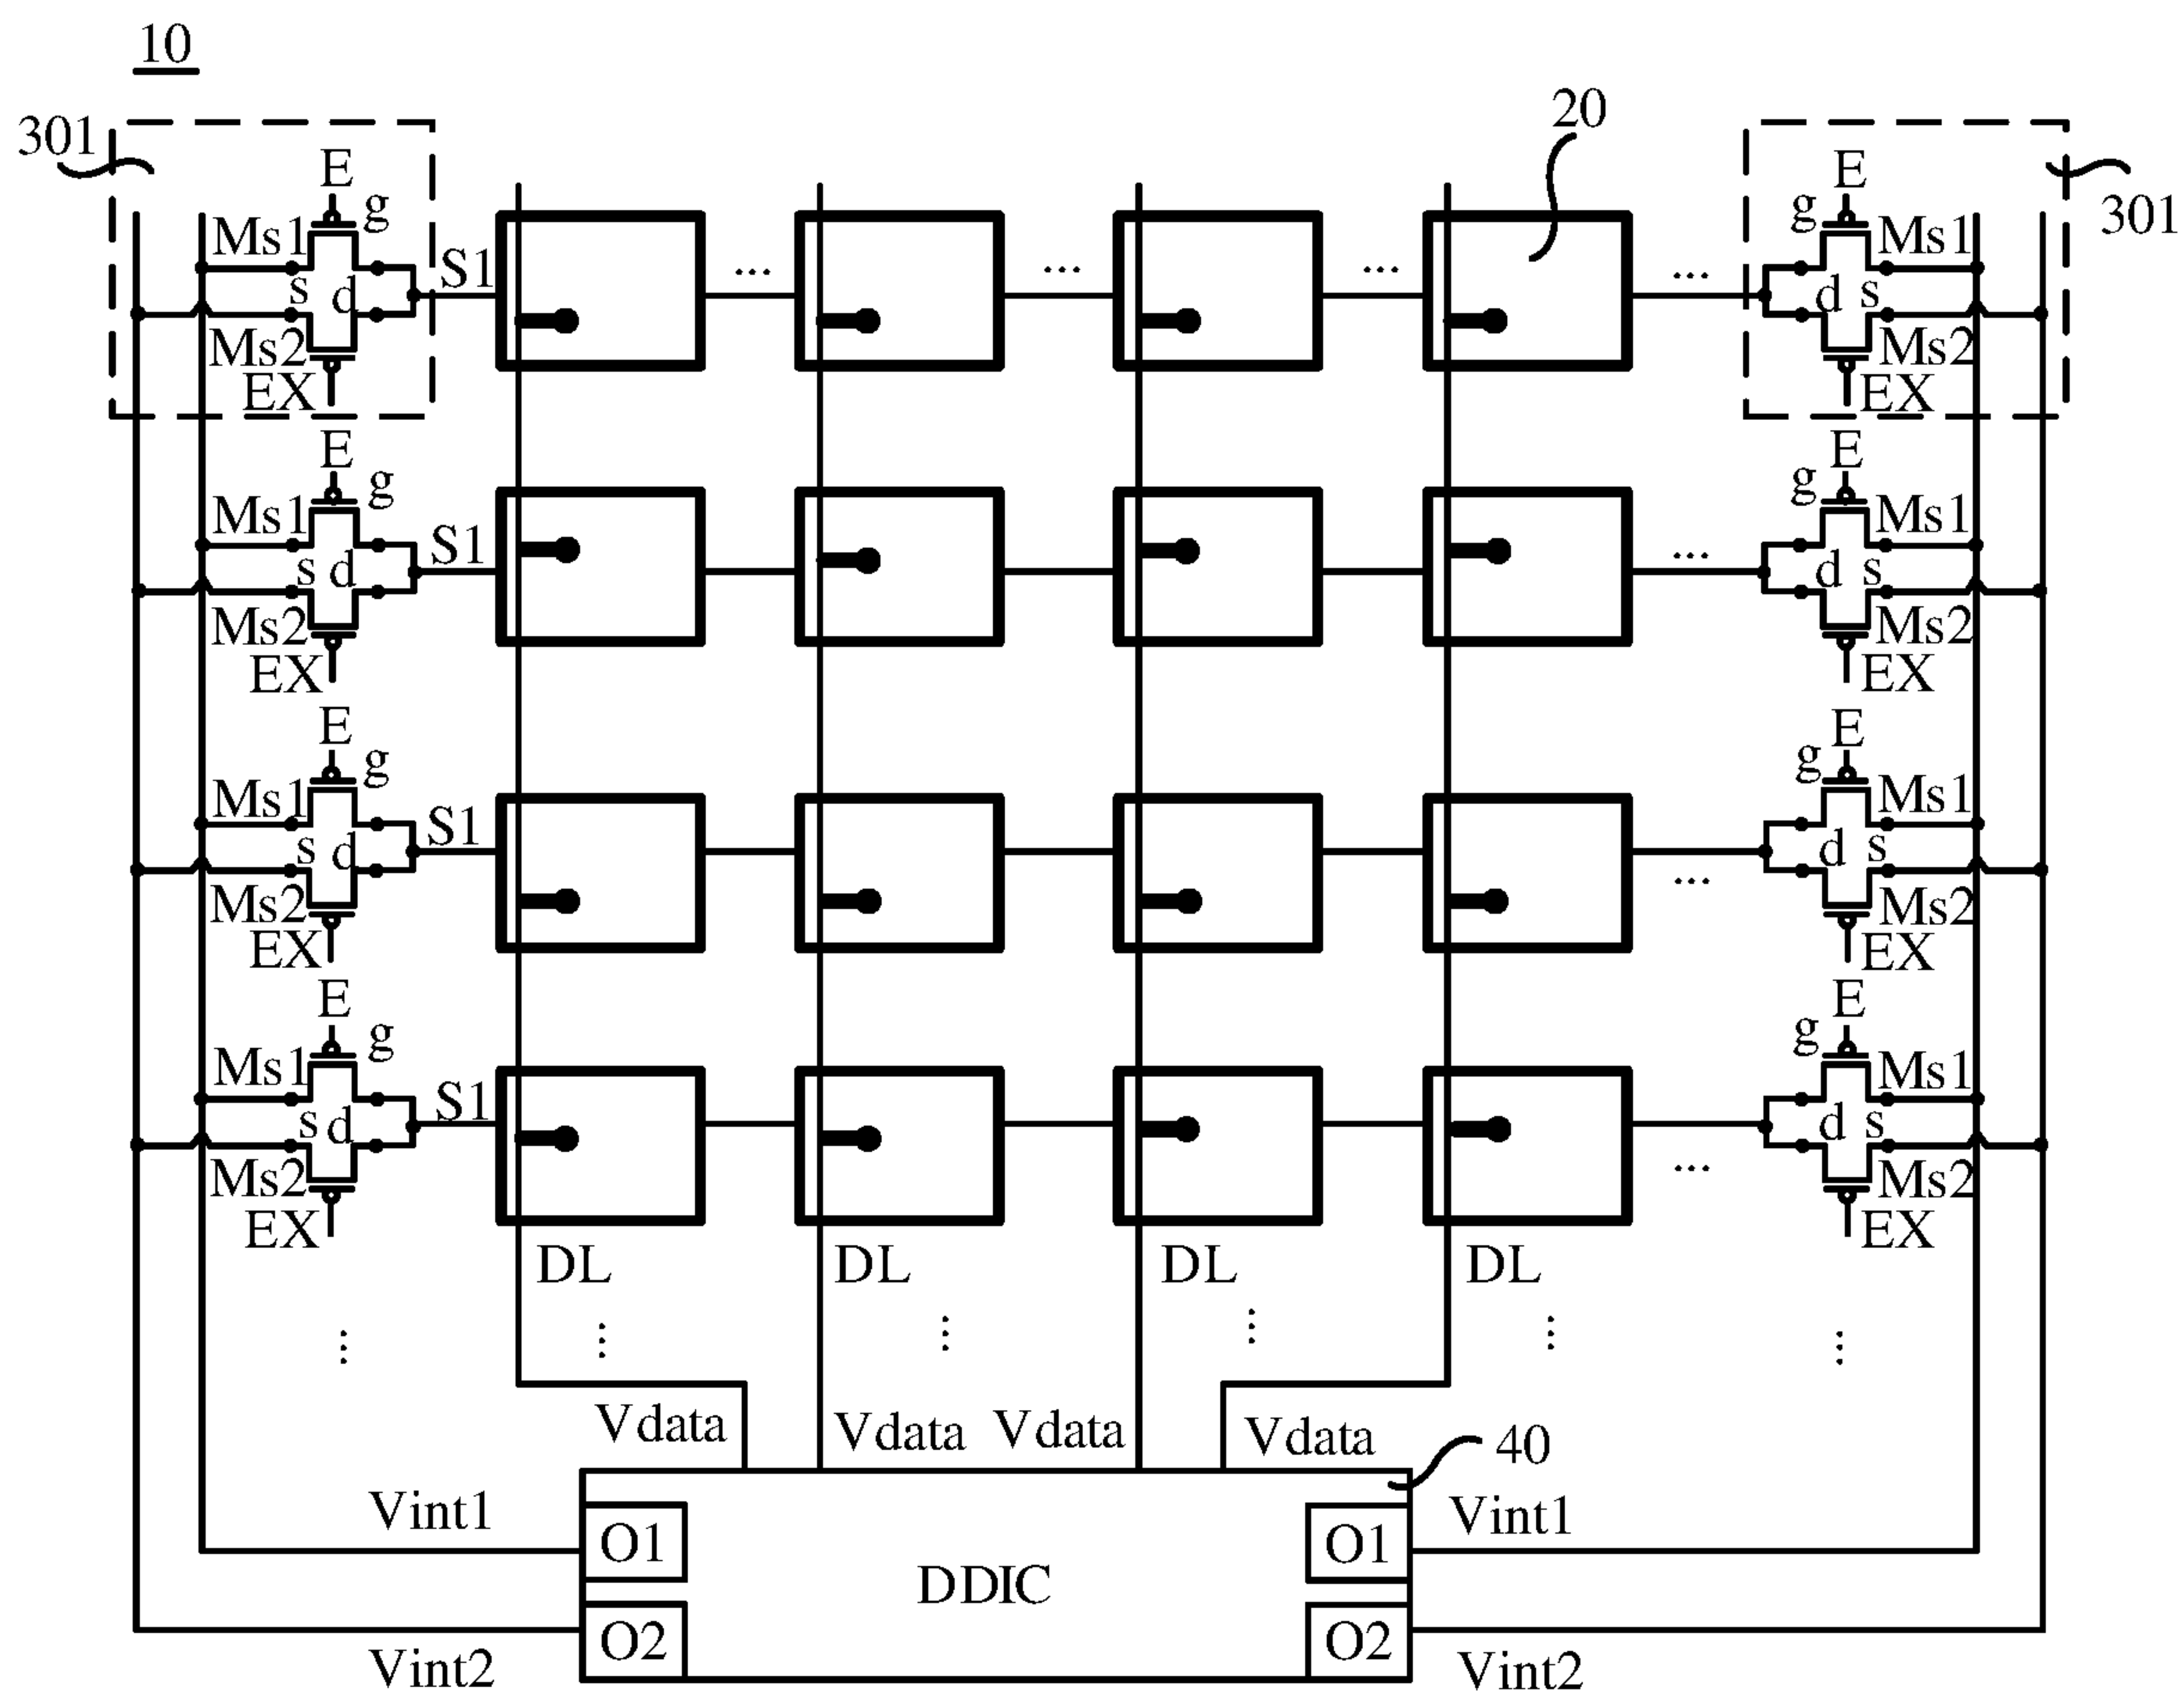 10
301 E g 20 E 301
Ms1 S1 ... ... ... ... g Ms1
s d d s
Ms2 Ms2
EX EX
E g E
Ms1 S1 ... g Ms1
s d d s
Ms2 Ms2
EX EX
E g E
Ms1 S1 g Ms1
s d d s
Ms2 ... Ms2
EX EX
E g E
Ms1 S1 g Ms1
s d d s
Ms2 ... Ms2
EX EX
DL DL DL DL
Vdata Vdata Vdata Vdata 40
Vint1 O1 O1 Vint1
DDIC
Vint2 O2 O2 Vint2